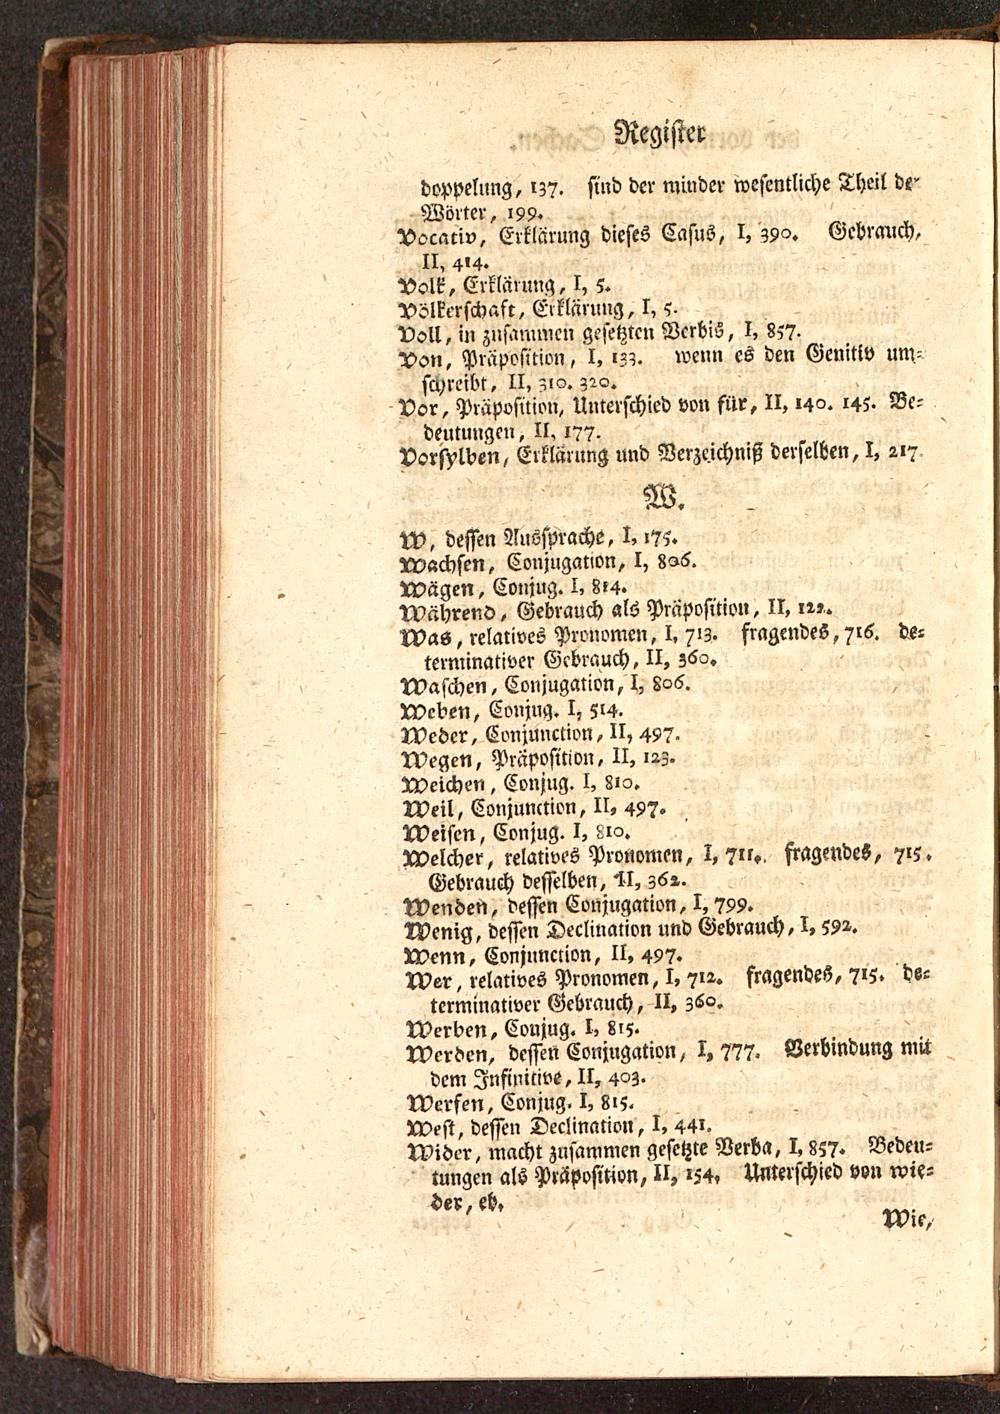 Register
doppelung, 137. sind der minder wesentliche Theil der
Wörter, 199.
Vocativ, Erklärung dieses Casus, I, 390. Gebrauch,
II, 414.
Volk, Erklärung, I, 5.
Völkerschaft, Erklärung, I, 5.
Voll, in zusammen gesetzten Verbis, I, 857.
Von, Präposition, I, 133. wenn es den Genitiv um-
schreibt, II, 310. 320.
Vor, Präposition, Unterschied von für, II, 140. 145. Be-
deutungen, II, 177.
Vorsylben, Erklärung und Verzeichniß derselben, I, 217.
W.
W, dessen Aussprache, I, 175.
Wachsen, Conjugation, I, 806.
Wägen, Conjug. I, 814.
Während, Gebrauch als Präposition, II, 122.
Was, relatives Pronomen, I, 713. fragendes, 716. de-
terminativer Gebrauch, II, 360.
Waschen, Conjugation, I, 806.
Weben, Conjug. I, 514.
Weder, Conjunction, II, 497.
Wegen, Präposition, II, 123.
Weichen, Conjug. I, 810.
Weil, Conjunction, II, 497.
Weisen, Conjug. I, 810.
Welcher, relatives Pronomen, I, 711. fragendes, 715.
Gebrauch desselben, II, 362.
Wenden, dessen Conjugation, I, 799.
Wenig, dessen Declination und Gebrauch, I, 592.
Wenn, Conjunction, II, 497.
Wer, relatives Pronomen, I, 712. fragendes, 715. de-
terminativer Gebrauch, II, 360.
Werben, Conjug. I, 815.
Werden, dessen Conjugation, I, 777. Verbindung mit
dem Infinitive, II, 403.
Werfen, Conjug. I, 815.
West, dessen Declination, I, 441.
Wider, macht zusammen gesetzte Verba, I, 857. Bedeu-
tungen als Präposition, II, 154. Unterschied von wie-
der, eb.
Wie,